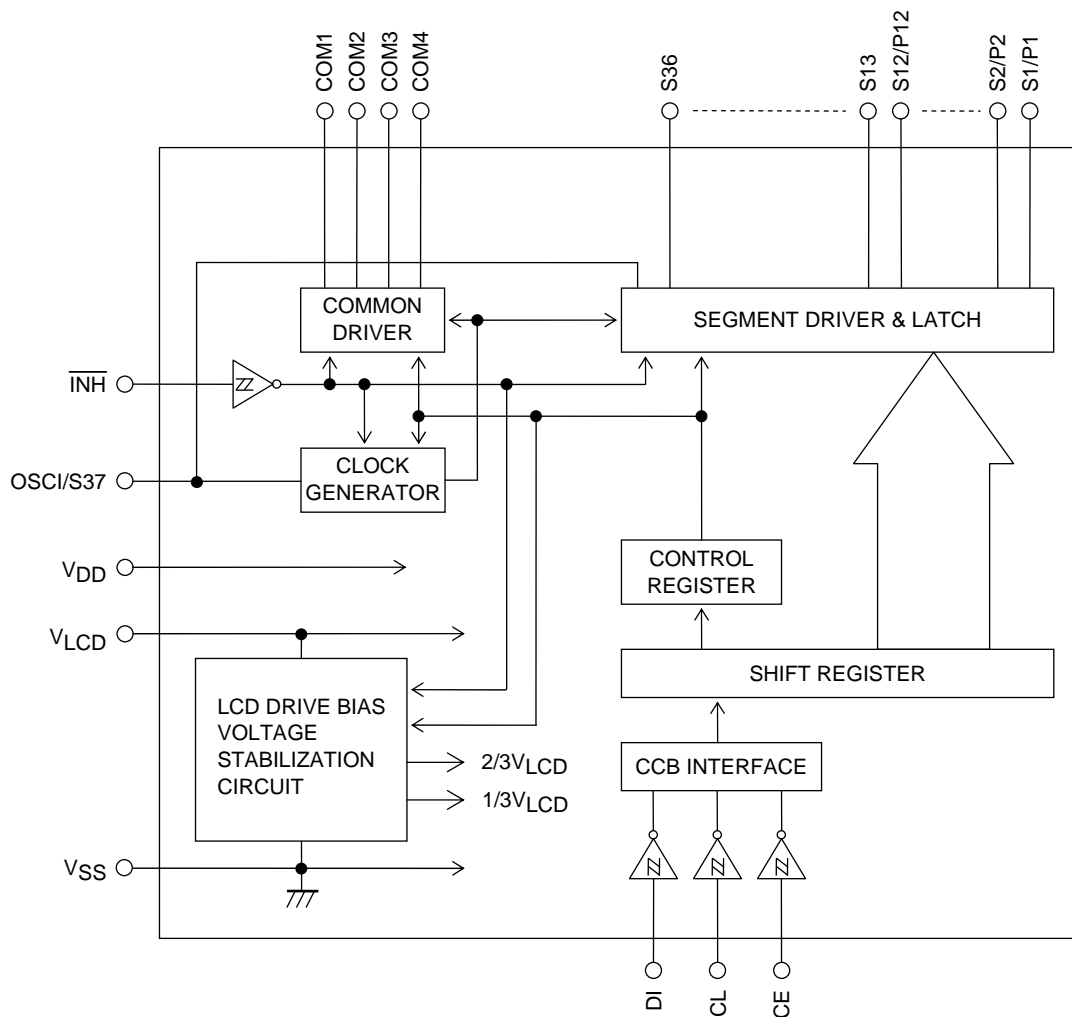 COM1
COM2
COM3
COM4
S36
S13
S12/P12
S2/P2
S1/P1
COMMON
DRIVER
SEGMENT DRIVER & LATCH
INH
OSCI/S37
CLOCK
GENERATOR
VDD
CONTROL
REGISTER
VLCD
SHIFT REGISTER
LCD DRIVE BIAS
VOLTAGE
STABILIZATION
CIRCUIT
2/3VLCD
1/3VLCD
CCB INTERFACE
VSS
DI
CL
CE